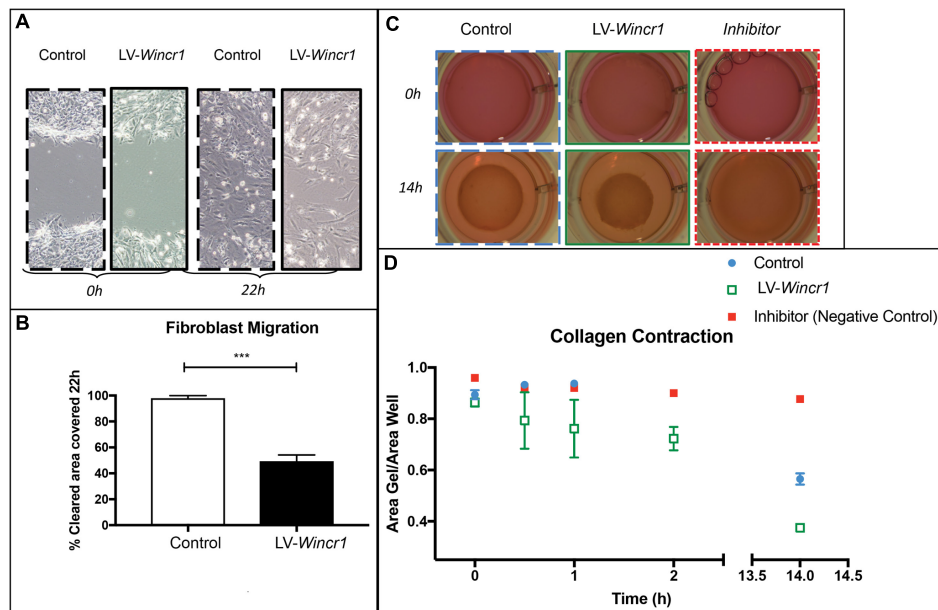 A
Control
LV-Wincr1
Control
LV-Wincr1
0h
22h
B
Fibroblast Migration
***
% Cleared area covered 22h
100
80
60
40
20
0
Control
LV-Wincr1
C
Control
LV-Wincr1
Inhibitor
0h
14h
D
Control
LV-Wincr1
Inhibitor (Negative Control)
Collagen Contraction
Area Gel/Area Well
1.0
0.8
0.6
0.4
0
1
2
13.5
14.0
14.5
Time (h)